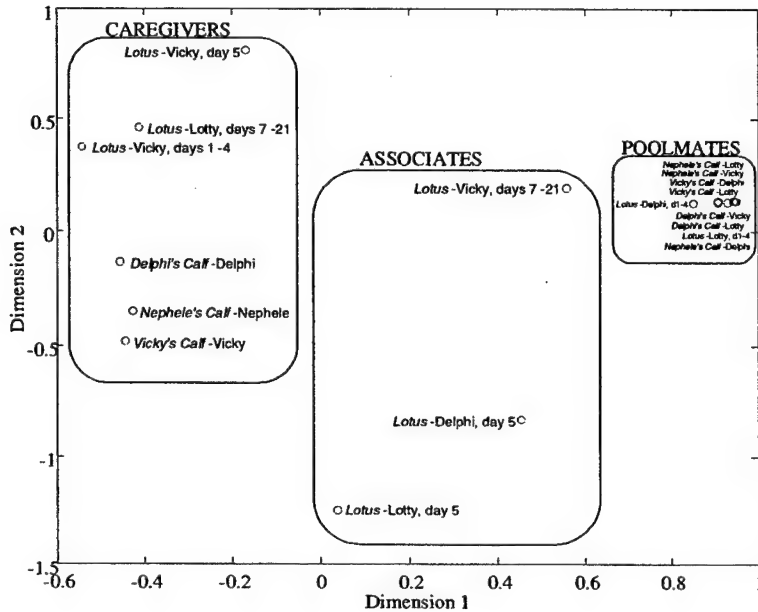 CAREGIVERS
Lotus -Vicky, day 5
Lotus -Lotty, days 7 -21
Lotus -Vicky, days 1 -4
Delphi's Calf -Delphi
Nephele's Calf -Nephele
Vicky's Calf -Vicky
ASSOCIATES
Lotus -Vicky, days 7 -21
Lotus -Delphi, day 5
Lotus -Lotty, day 5
POOLMATES
Nephele's Calf -Lotty
Nephele's Calf -Vicky
Vicky's Calf -Delphi
Vicky's Calf -Lotty
Lotus -Delphi, d1-4
Delphi's Calf -Vicky
Delphi's Calf -Lotty
Lotus -Lotty, d1-4
Nephele's Calf -Delphi
1
0.5
0
-0.5
-1
-1.5
Dimension 2
-0.6
-0.4
-0.2
0
0.2
0.4
0.6
0.8
1
Dimension 1